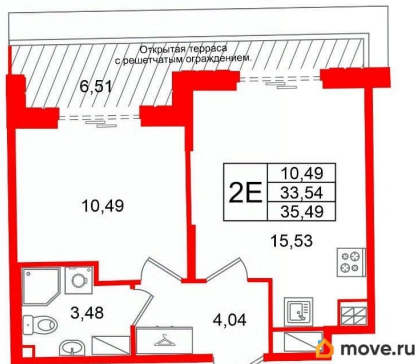 Открытая терраса
с решетчатым ограждением.
6,51
10,49
2Е
10,49
33,54
35,49
15,53
3,48
4,04
move.ru